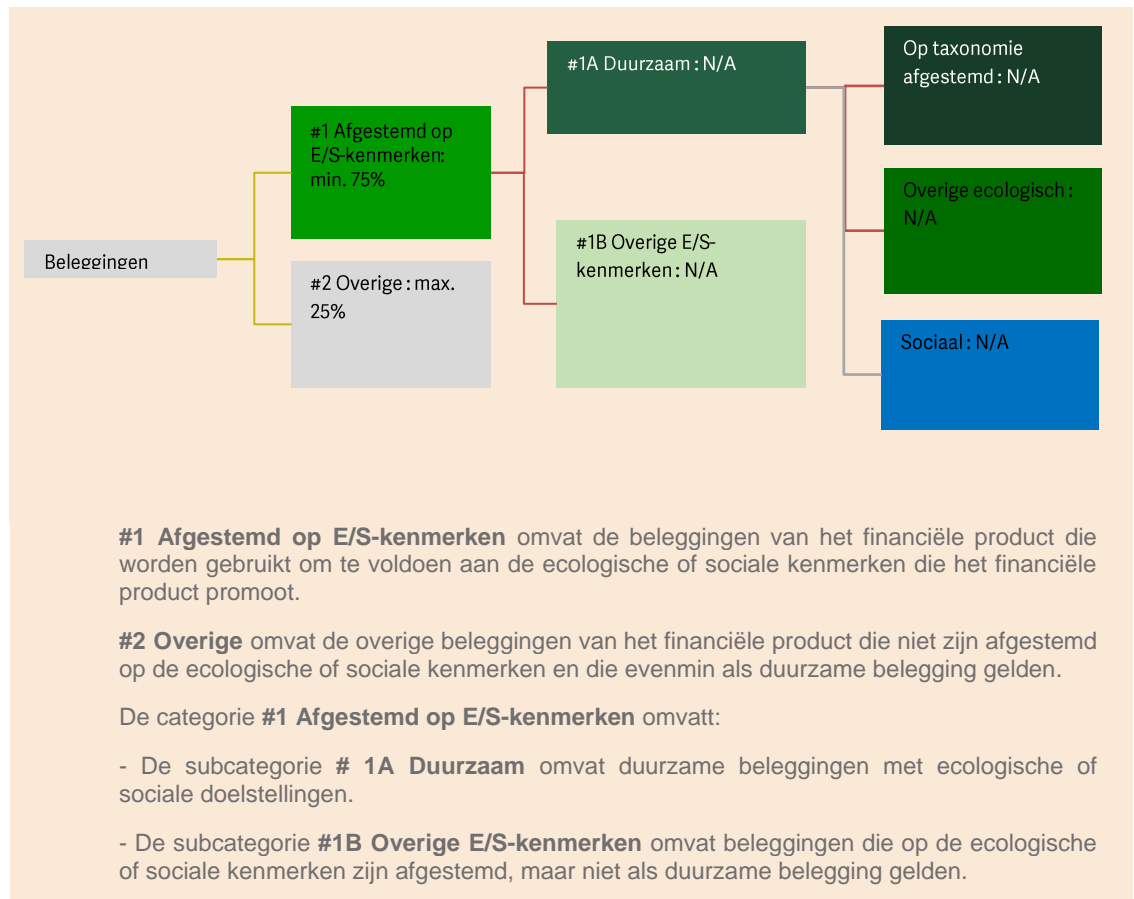 Beleggingen
#1 Afgestemd op
E/S-kenmerken:
min. 75%
#2 Overige : max.
25%
#1A Duurzaam : N/A
#1B Overige E/S-
kenmerken : N/A
Op taxonomie
afgestemd : N/A
Overige ecologisch :
N/A
Sociaal : N/A
#1 Afgestemd op E/S-kenmerken omvat de beleggingen van het financiële product die
worden gebruikt om te voldoen aan de ecologische of sociale kenmerken die het financiële
product promoot.
#2 Overige omvat de overige beleggingen van het financiële product die niet zijn afgestemd
op de ecologische of sociale kenmerken en die evenmin als duurzame belegging gelden.
De categorie #1 Afgestemd op E/S-kenmerken omvatt:
- De subcategorie # 1A Duurzaam omvat duurzame beleggingen met ecologische of
sociale doelstellingen.
- De subcategorie #1B Overige E/S-kenmerken omvat beleggingen die op de ecologische
of sociale kenmerken zijn afgestemd, maar niet als duurzame belegging gelden.